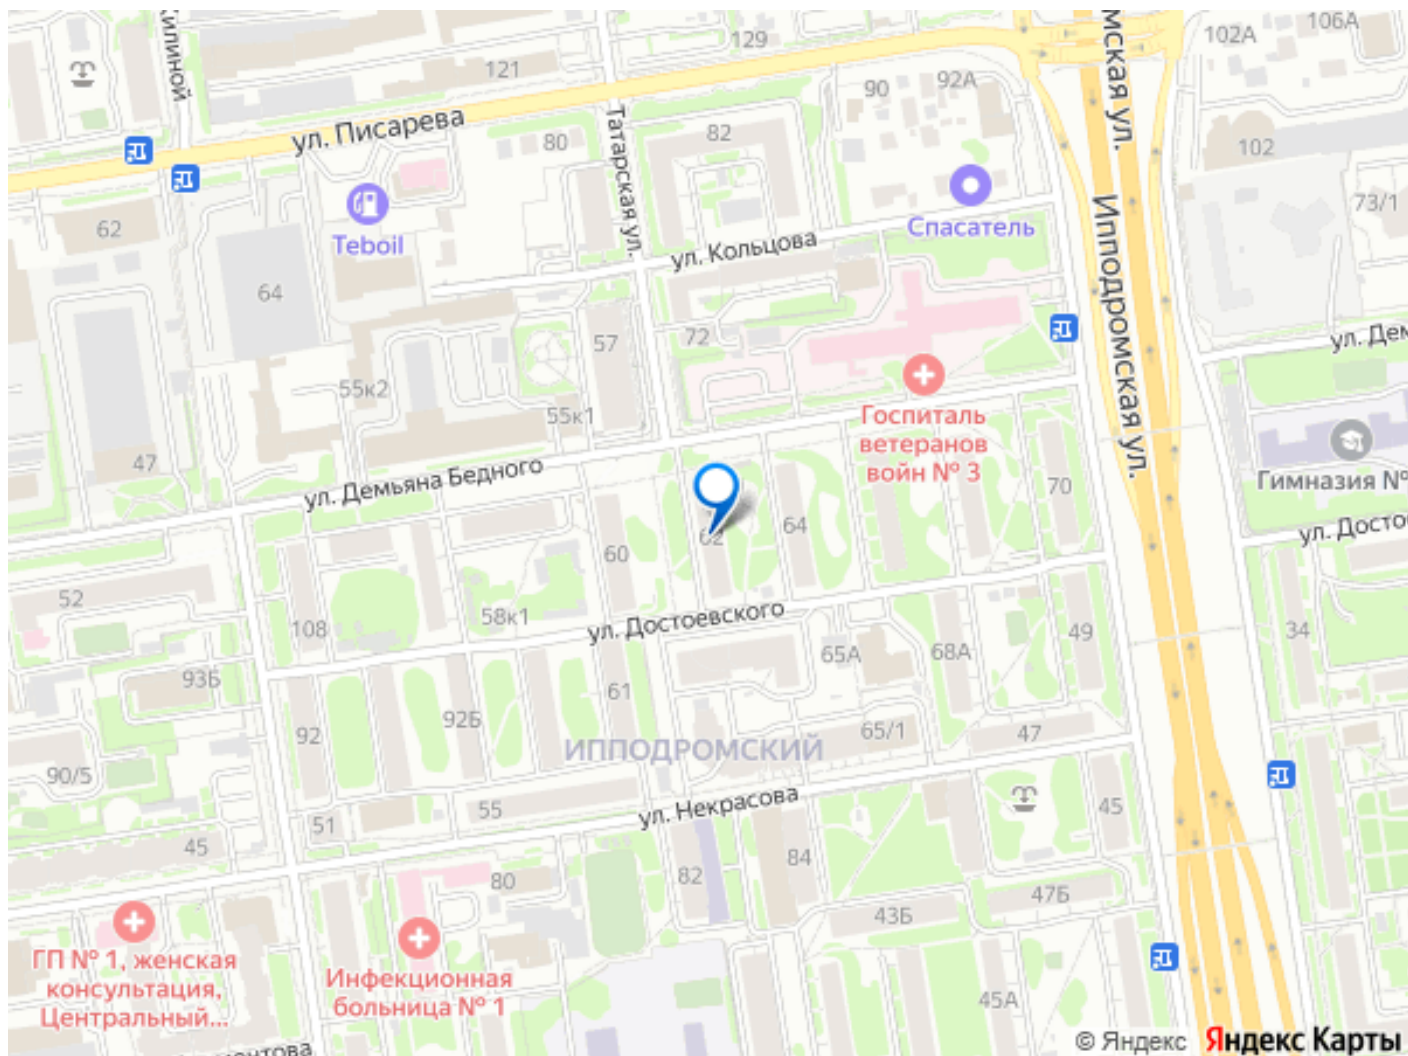 129
106А
102А
мская ул.
121
90
92А
ул. Писарева
80
Татарская ул.
82
102
62
Teboil
73/1
Спасатель
ул. Кольцова
Ипподромская ул.
64
57
72
55к2
55к1
Госпиталь
ветеранов
войн № 3
ул. Дем
47
ул. Демьяна Бедного
Гимназия №
70
60
62
64
ул. Досто
52
108
58к1
ул. Достоевского
65А
68А
49
34
93Б
61
92
92Б
65/1
47
ИППОДРОМСКИЙ
90/5
55
51
ул. Некрасова
45
45
84
82
80
47Б
43Б
ГП № 1, женская
консультация,
Центральный...
Инфекционная
больница № 1
45А
© Яндекс Яндекс Карты